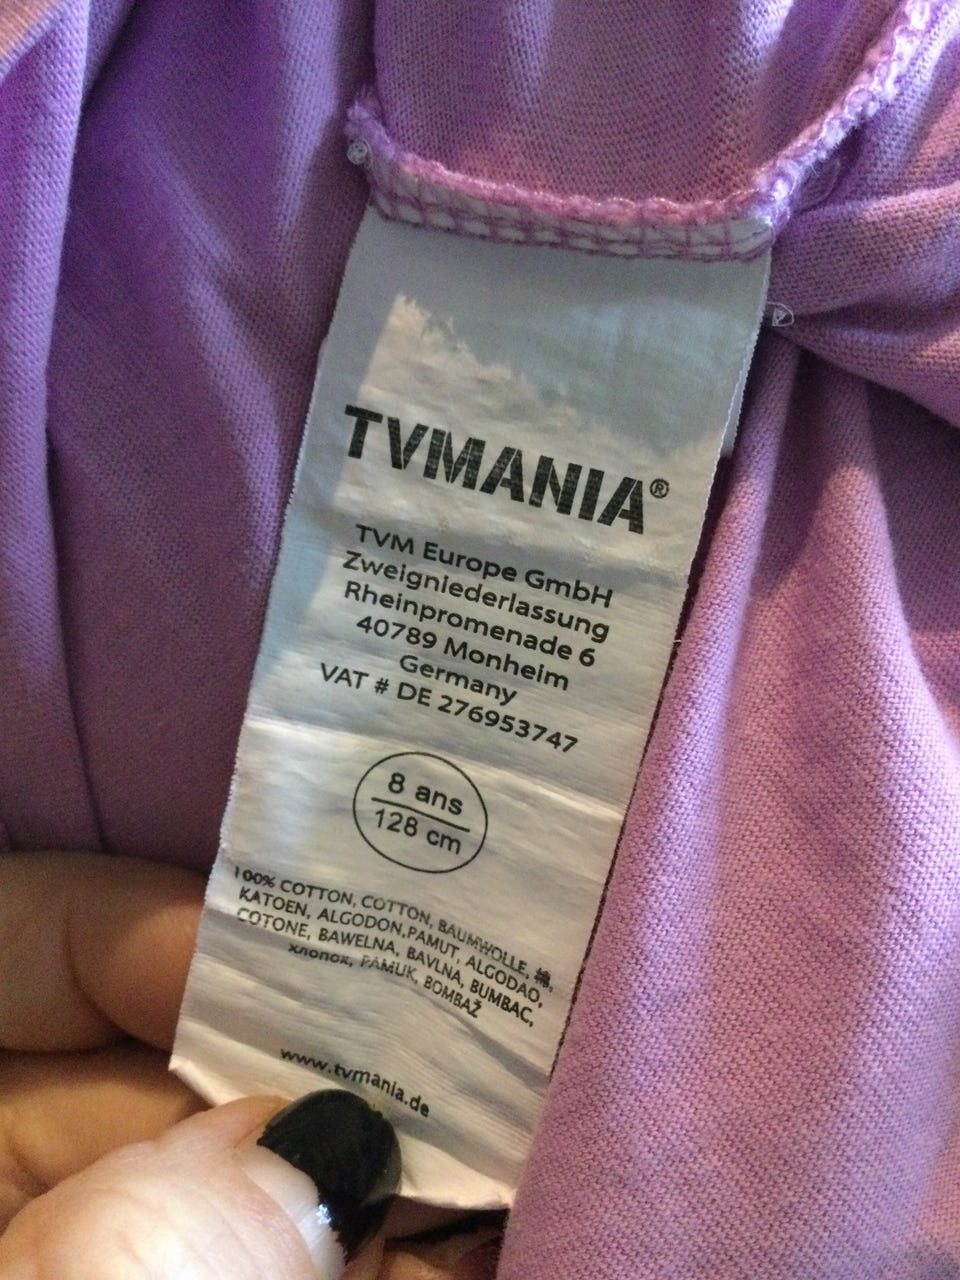 TVMANIA®
TVM Europe GmbH
Zweigniederlassung
Rheinpromenade 6
40789 Monheim
Germany
VAT # DE 276953747
8 ans
128 cm
100% COTTON, COTTON, BAUMWOLLE, 綿,
KATOEN, ALGODON,PAMUT, ALGODAO,
COTONE, BAWELNA, BAVLNA, BUMBAC,
хлопок, PAMUK, BOMBAŽ
www.tvmania.de